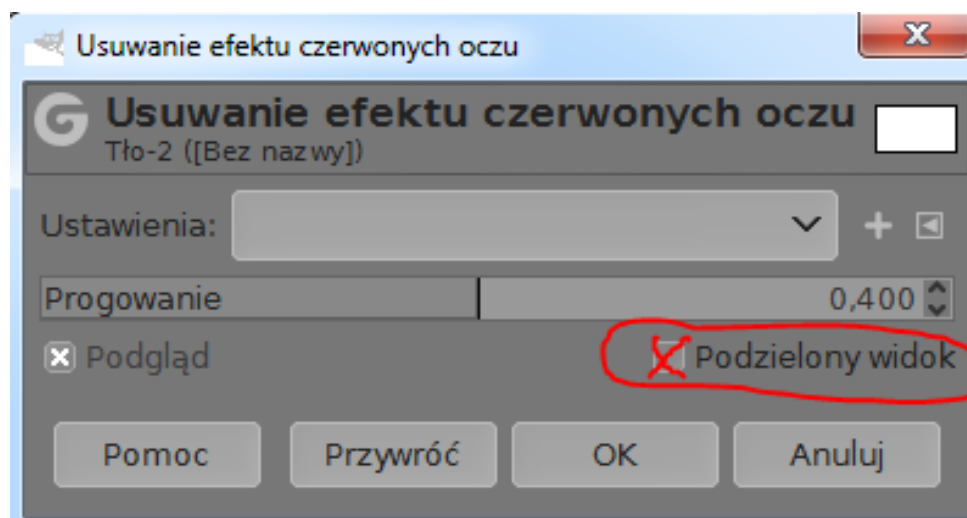 Usuwanie efektu czerwonych oczu
Usuwanie efektu czerwonych oczu
Tło-2 ([Bez nazwy])
Ustawienia:
Progowanie 0,400
Podgląd Podzielony widok
Pomoc Przywróć OK Anuluj